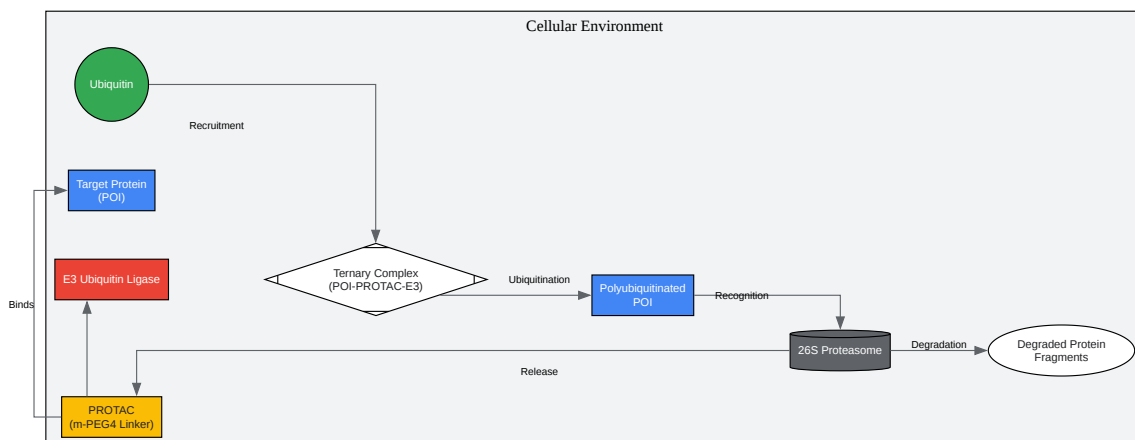 Cellular Environment
Ubiquitin
Recruitment
Target Protein
(POI)
E3 Ubiquitin Ligase
Binds
Ternary Complex
(POI-PROTAC-E3)
Ubiquitination
Polyubiquitinated
POI
Recognition
26S Proteasome
Degradation
Degraded Protein
Fragments
Release
PROTAC
(m-PEG4 Linker)